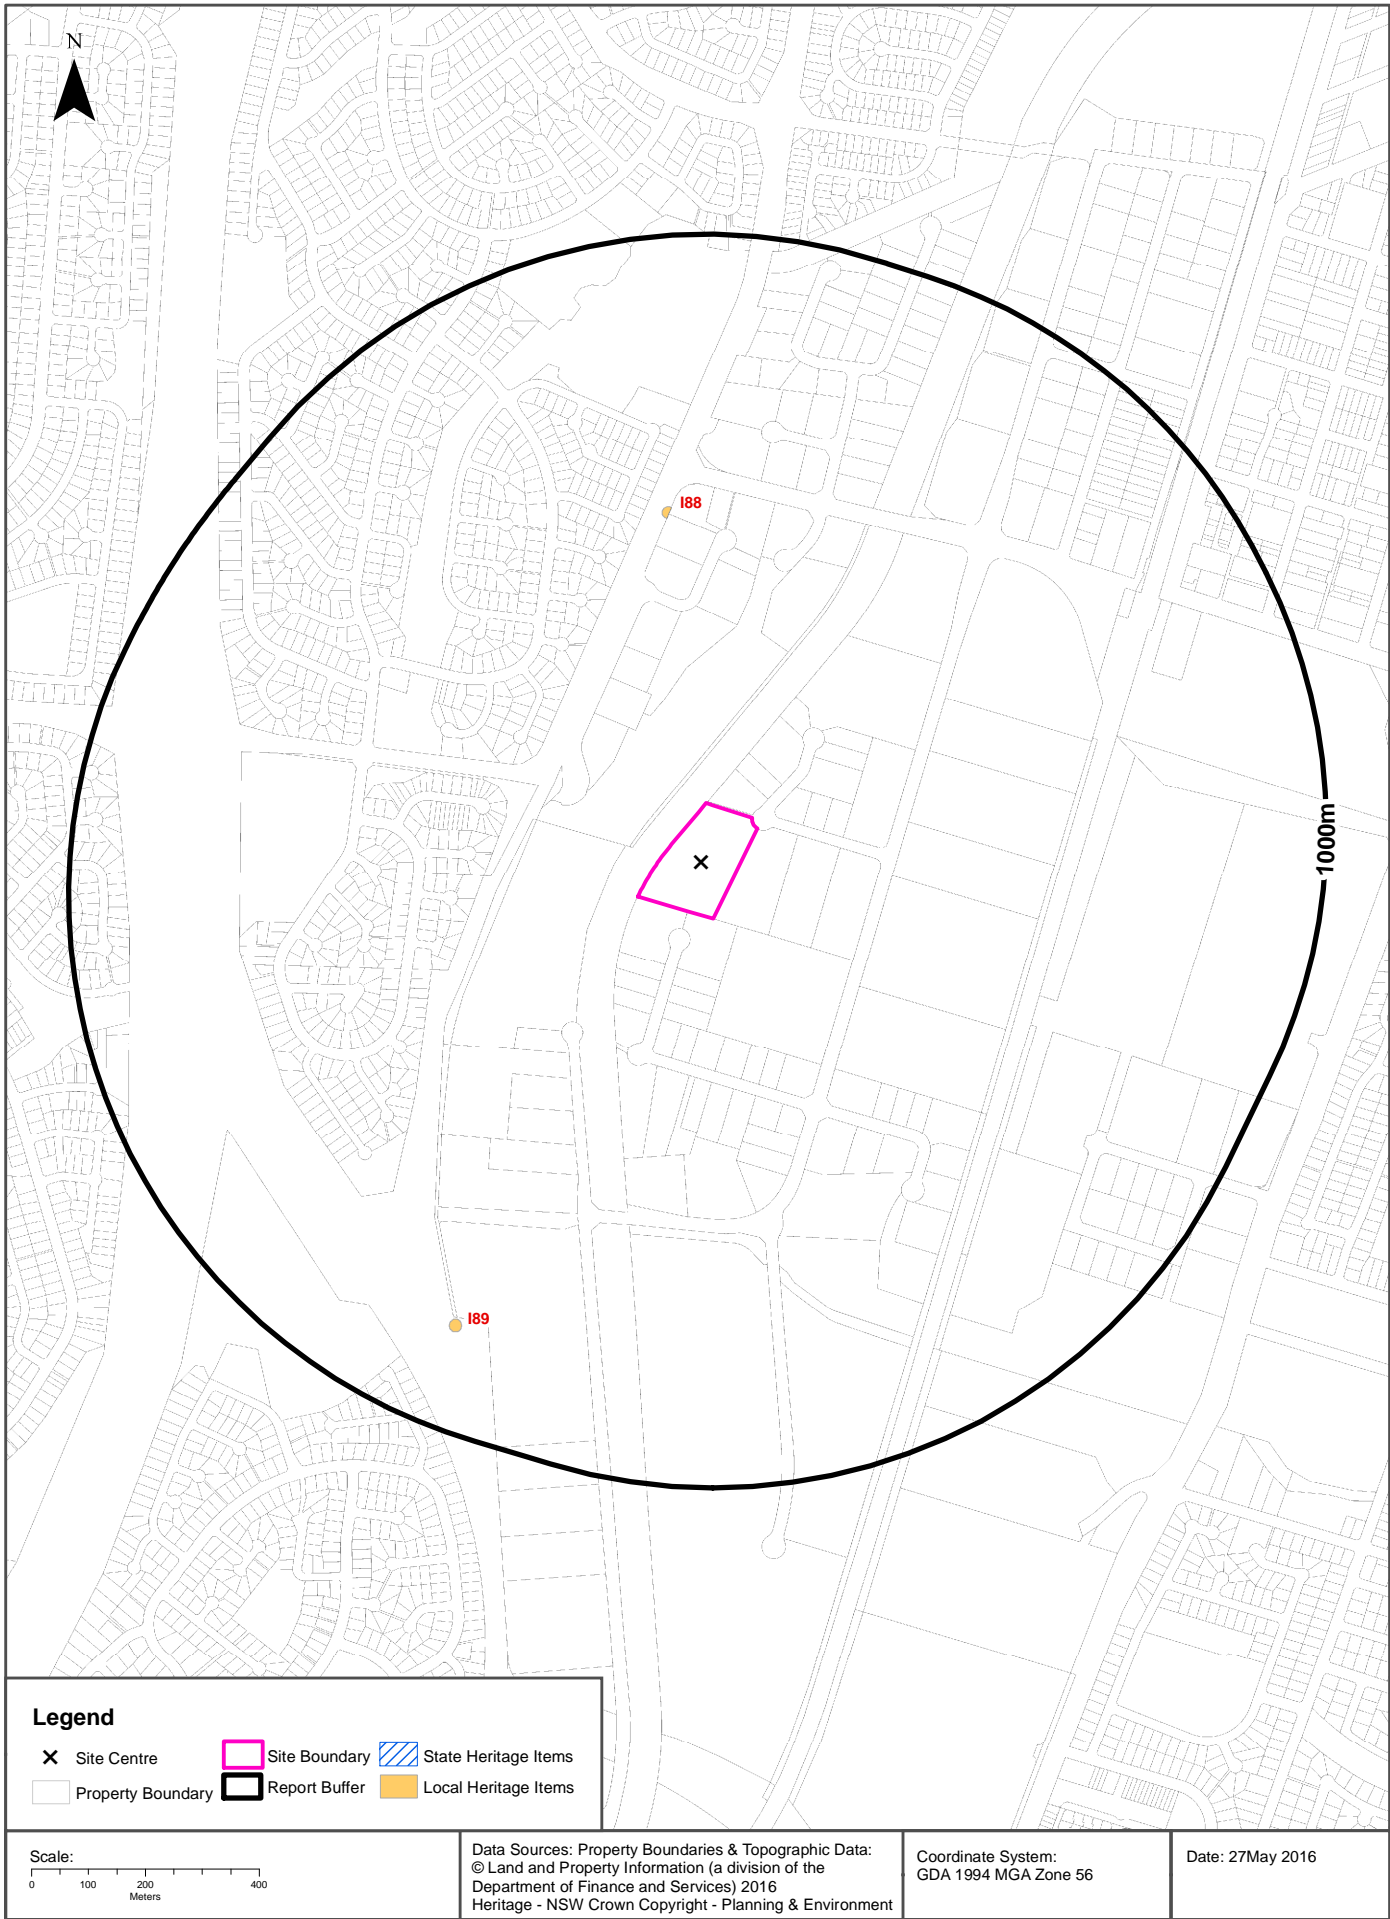 N
I88
1000m
I89
Legend
Site Centre
Site Boundary
State Heritage Items
Property Boundary
Report Buffer
Local Heritage Items
Scale:
0 100 200 400
Meters
Data Sources: Property Boundaries & Topographic Data:
© Land and Property Information (a division of the
Department of Finance and Services) 2016
Heritage - NSW Crown Copyright - Planning & Environment
Coordinate System:
GDA 1994 MGA Zone 56
Date: 27May 2016